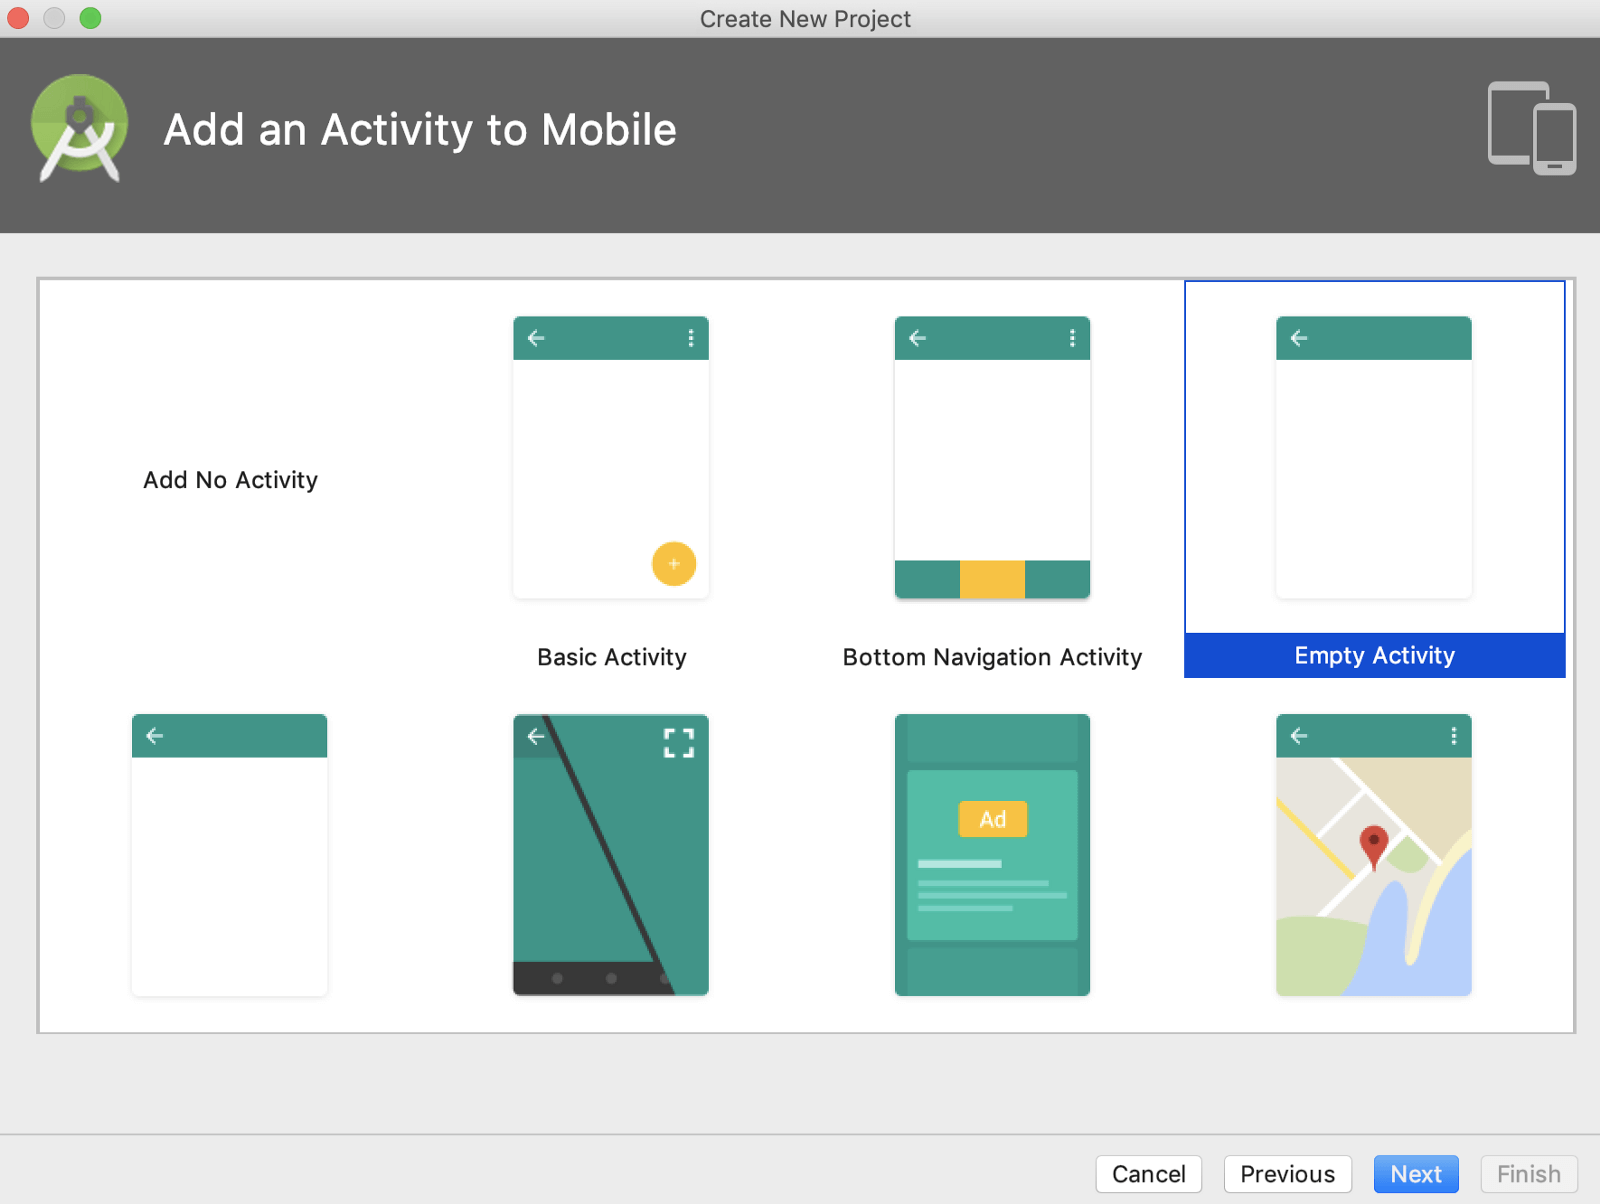 Create New Project
Add an Activity to Mobile
Add No Activity
Basic Activity
Bottom Navigation Activity
Empty Activity
Ad
Cancel
Previous
Next
Finish